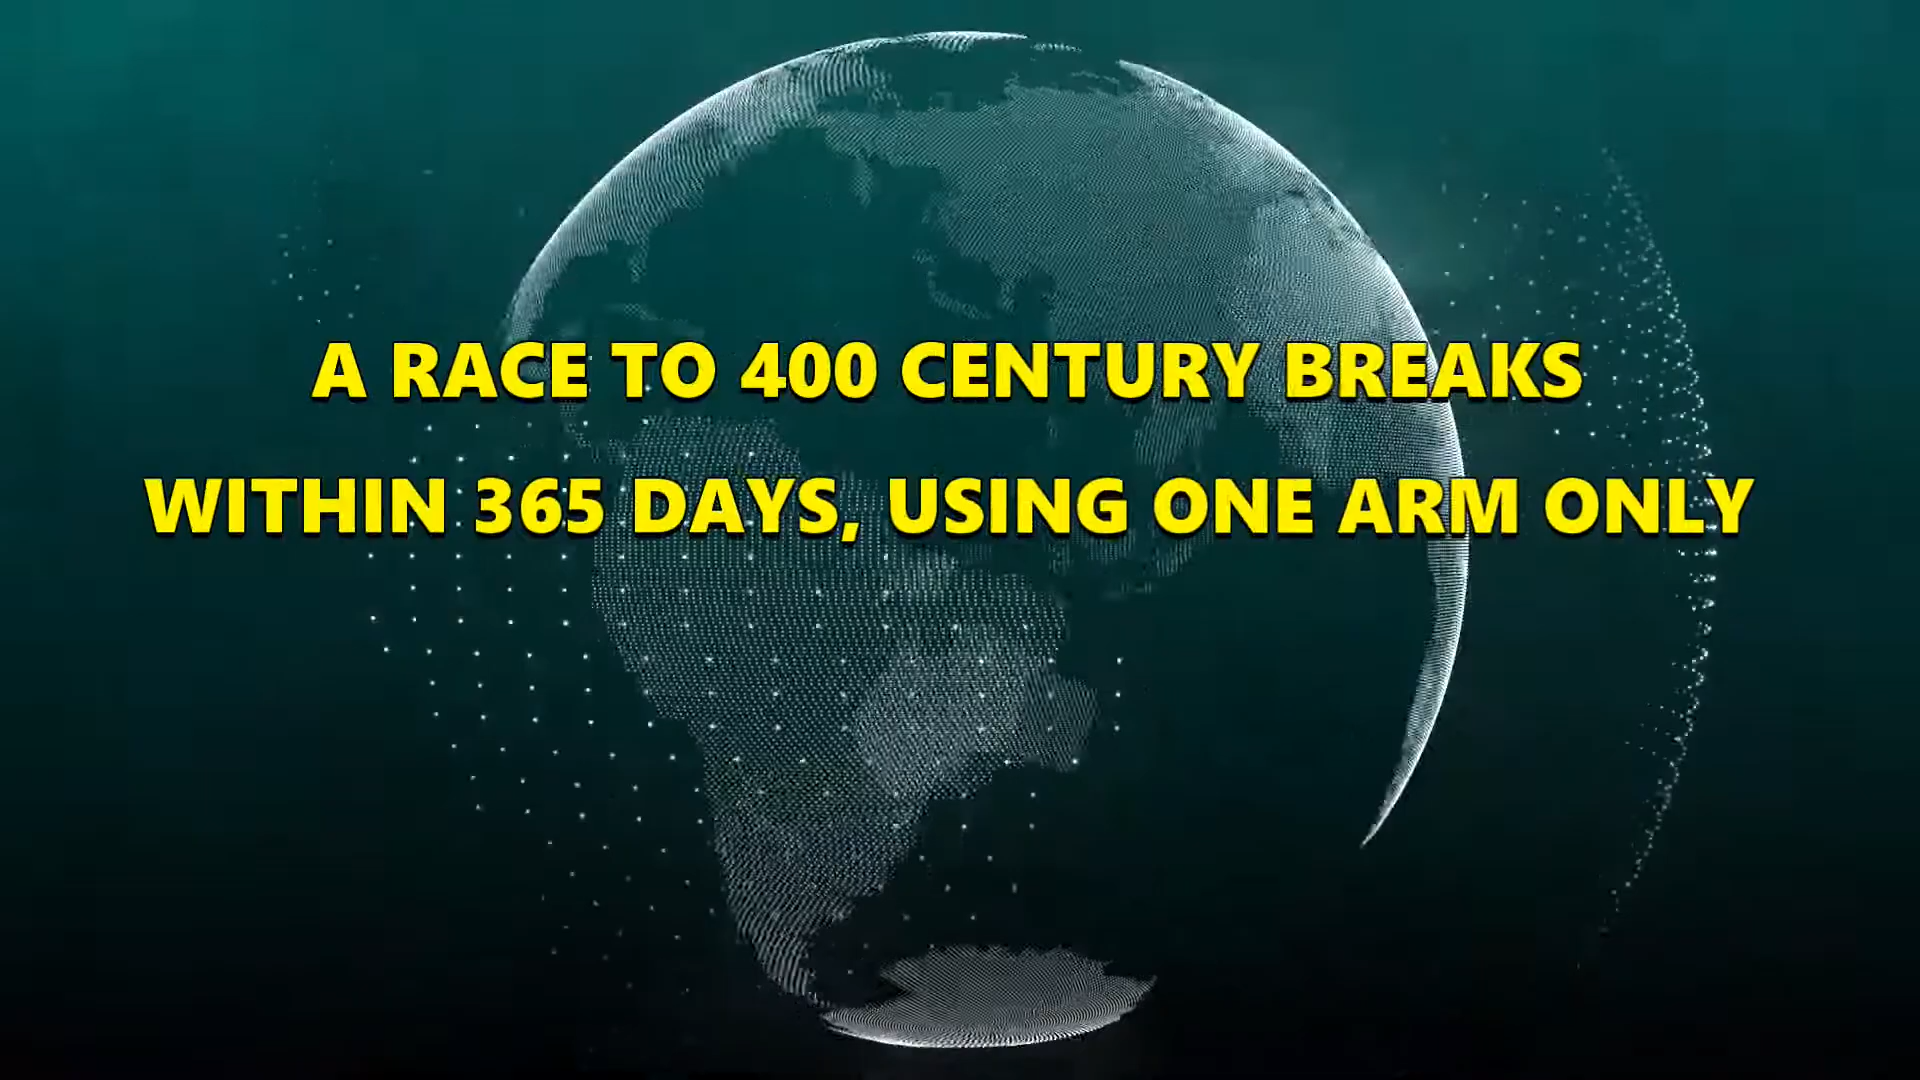 A RACE TO 400 CENTURY BREAKS
WITHIN 365 DAYS, USING ONE ARM ONLY